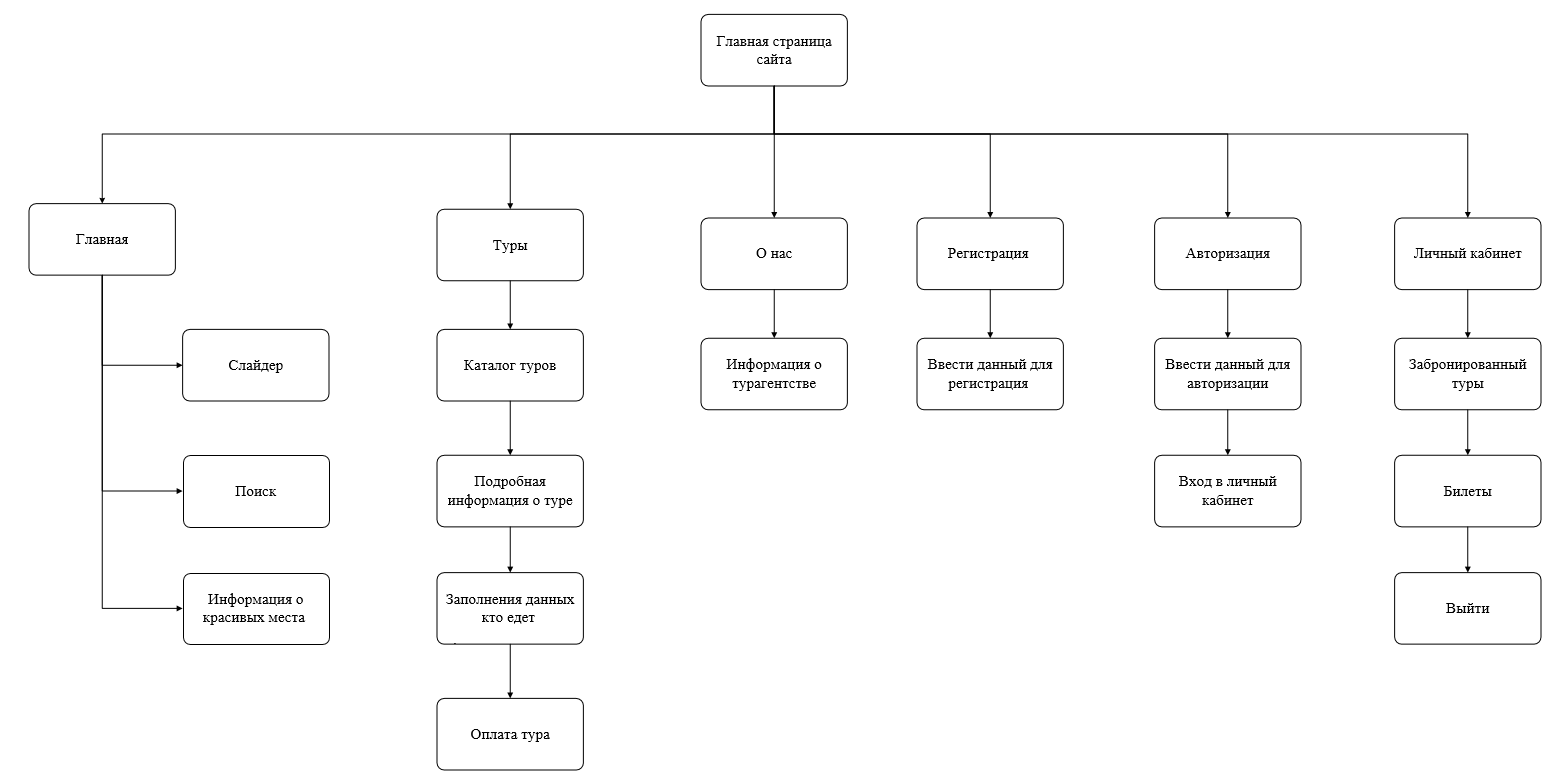 Главная страница
сайта
Главная
Туры
О нас
Регистрация
Авторизация
Личный кабинет
Слайдер
Каталог туров
Информация о
турагентстве
Ввести данный для
регистрация
Ввести данный для
авторизации
Забронированный
туры
Поиск
Подробная
информация о туре
Вход в личный
кабинет
Билеты
Информация о
красивых места
Заполнения данных
кто едет
Выйти
Оплата тура